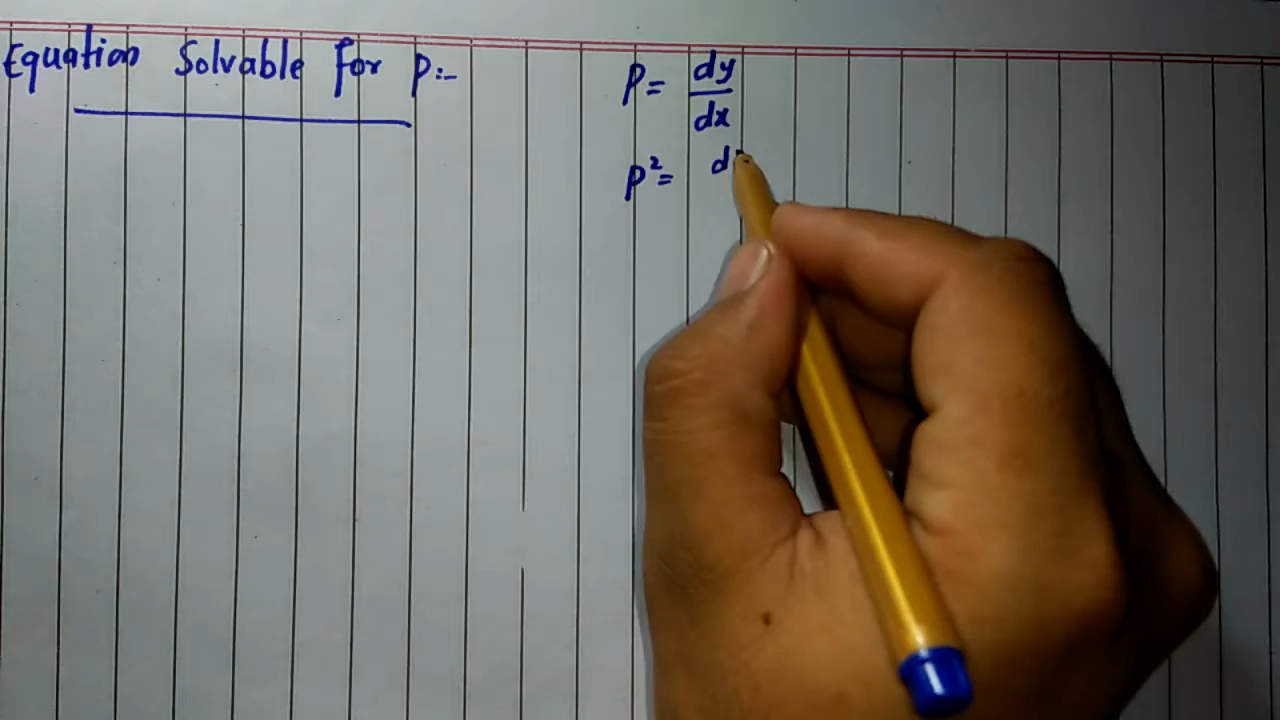 Equation Solvable for P:-
P = dy/dx
P² = d